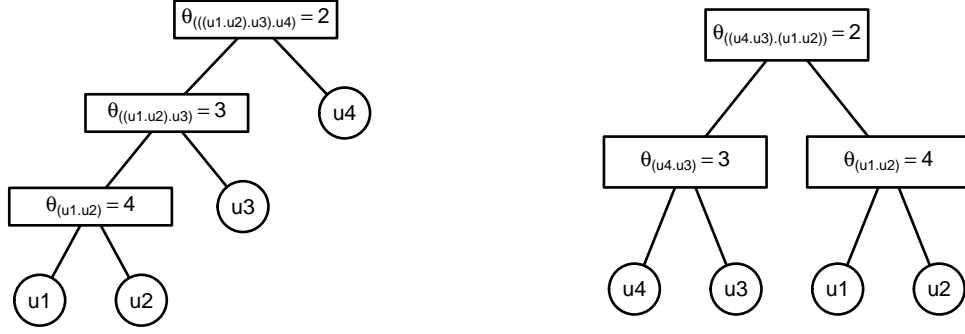 θ(((u1.u2).u3).u4) = 2
θ((u1.u2).u3) = 3
u4
θ(u1.u2) = 4
u3
u1
u2
θ((u4.u3).(u1.u2)) = 2
θ(u4.u3) = 3
θ(u1.u2) = 4
u4
u3
u1
u2